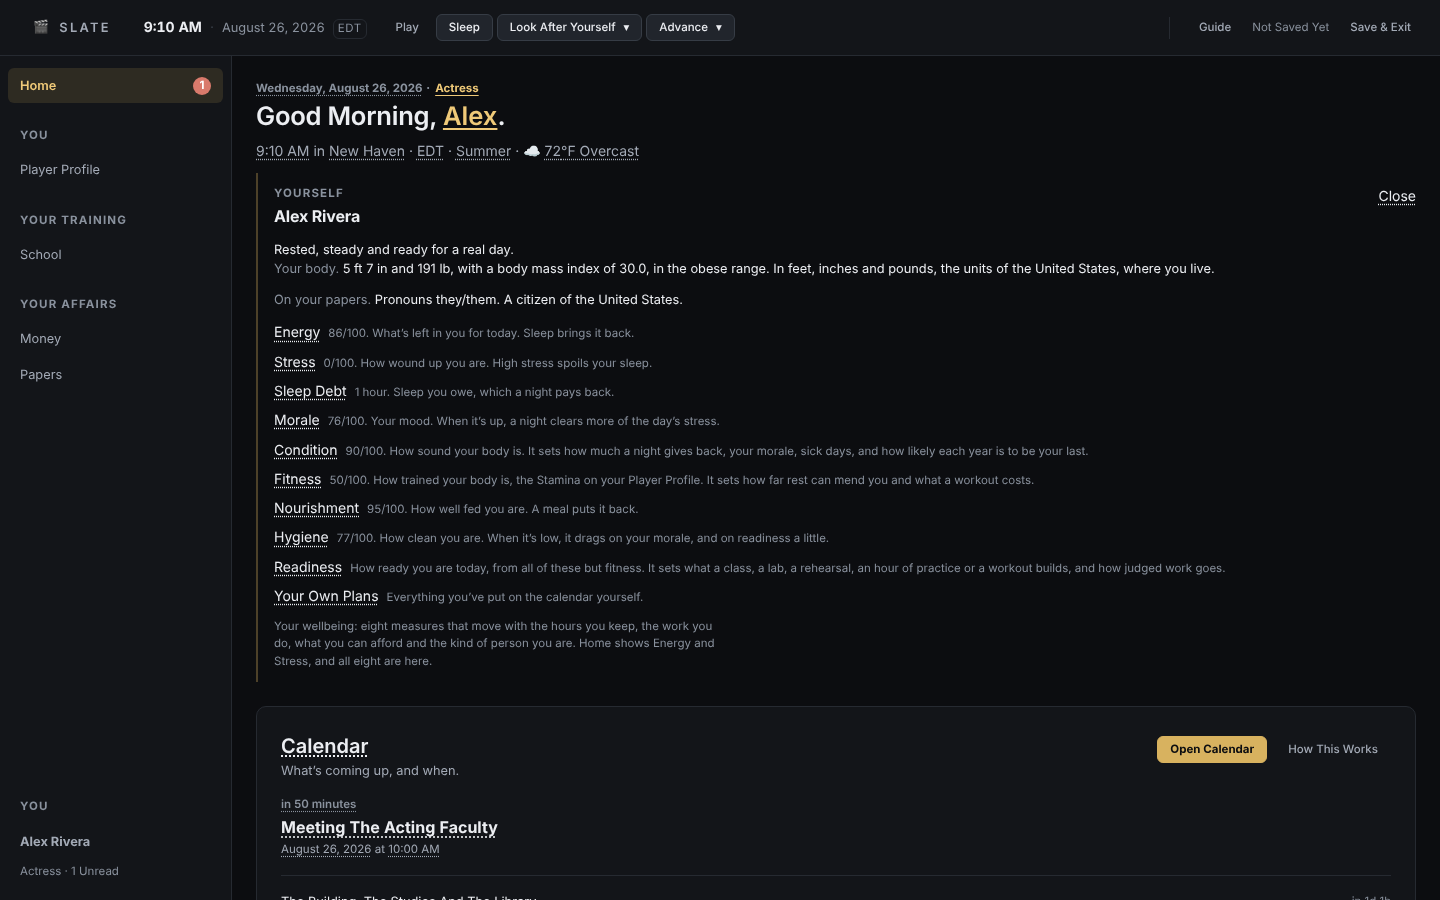 SLATE
9:10 AM · August 26, 2026 EDT
Play
Sleep
Look After Yourself ▾
Advance ▾
Guide
Not Saved Yet
Save & Exit
Home
1
YOU
Player Profile
YOUR TRAINING
School
YOUR AFFAIRS
Money
Papers
YOU
Alex Rivera
Actress · 1 Unread
Wednesday, August 26, 2026 · Actress
Good Morning, Alex.
9:10 AM in New Haven · EDT · Summer · 72°F Overcast
YOURSELF
Close
Alex Rivera
Rested, steady and ready for a real day.
Your body. 5 ft 7 in and 191 lb, with a body mass index of 30.0, in the obese range. In feet, inches and pounds, the units of the United States, where you live.
On your papers. Pronouns they/them. A citizen of the United States.
Energy 86/100. What's left in you for today. Sleep brings it back.
Stress 0/100. How wound up you are. High stress spoils your sleep.
Sleep Debt 1 hour. Sleep you owe, which a night pays back.
Morale 76/100. Your mood. When it's up, a night clears more of the day's stress.
Condition 90/100. How sound your body is. It sets how much a night gives back, your morale, sick days, and how likely each year is to be your last.
Fitness 50/100. How trained your body is, the Stamina on your Player Profile. It sets how far rest can mend you and what a workout costs.
Nourishment 95/100. How well fed you are. A meal puts it back.
Hygiene 77/100. How clean you are. When it's low, it drags on your morale, and on readiness a little.
Readiness How ready you are today, from all of these but fitness. It sets what a class, a lab, a rehearsal, an hour of practice or a workout builds, and how judged work goes.
Your Own Plans Everything you've put on the calendar yourself.
Your wellbeing: eight measures that move with the hours you keep, the work you
do, what you can afford and the kind of person you are. Home shows Energy and
Stress, and all eight are here.
Calendar
What's coming up, and when.
Open Calendar
How This Works
in 50 minutes
Meeting The Acting Faculty
August 26, 2026 at 10:00 AM
The Building, The Studios And The Library
in 1d 1h